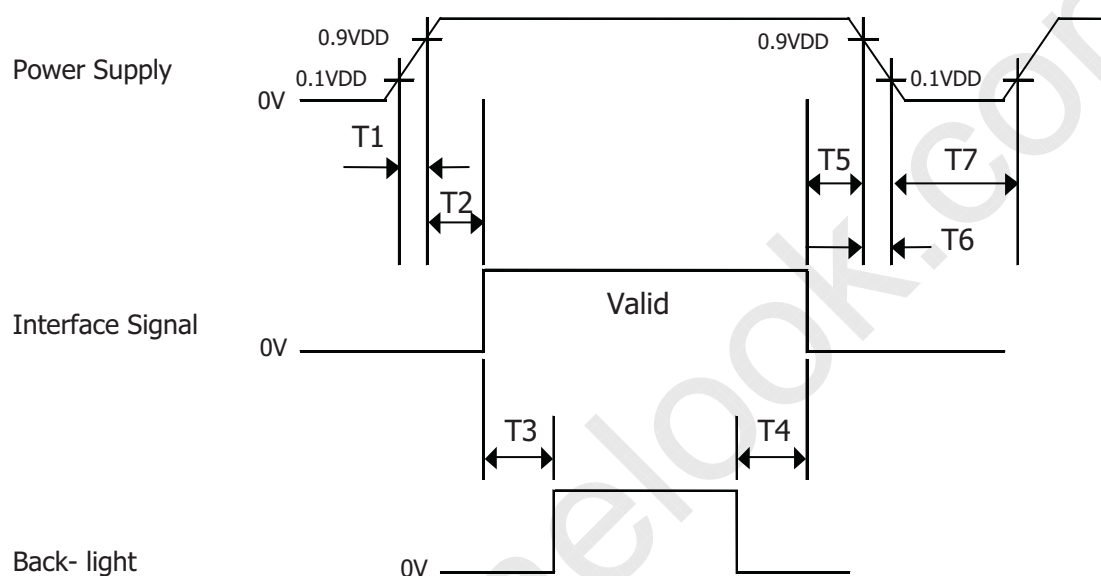 0.9VDD
0.9VDD
Power Supply
0.1VDD
0.1VDD
0V
T1
T5
T7
T2
T6
Valid
Interface Signal
0V
T3
T4
Back- light
0V